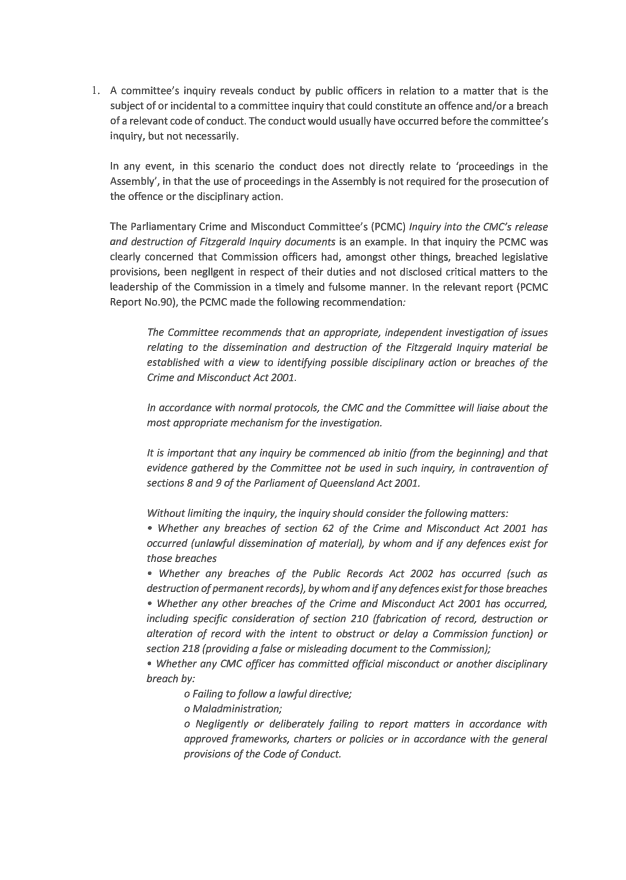 1. A committee's inquiry reveals conduct by public officers in relation to a matter that is the
subject of or incidental to a committee inquiry that could constitute an offence and/or a breach
of a relevant code of conduct. The conduct would usually have occurred before the committee's
inquiry, but not necessarily.
In any event, in this scenario the conduct does not directly relate to 'proceedings in the
Assembly', in that the use of proceedings in the Assembly is not required for the prosecution of
the offence or the disciplinary action.
The Parliamentary Crime and Misconduct Committee's (PCMC) Inquiry into the CMC's release
and destruction of Fitzgerald Inquiry documents is an example. In that inquiry the PCMC was
clearly concerned that Commission officers had, amongst other things, breached legislative
provisions, been negligent in respect of their duties and not disclosed critical matters to the
leadership of the Commission in a timely and fulsome manner. In the relevant report (PCMC
Report No.90), the PCMC made the following recommendation:
The Committee recommends that an appropriate, independent investigation of issues
relating to the dissemination and destruction of the Fitzgerald Inquiry material be
established with a view to identifying possible disciplinary action or breaches of the
Crime and Misconduct Act 2001.
In accordance with normal protocols, the CMC and the Committee will liaise about the
most appropriate mechanism for the investigation.
It is important that any inquiry be commenced ab initio (from the beginning) and that
evidence gathered by the Committee not be used in such inquiry, in contravention of
sections 8 and 9 of the Parliament of Queensland Act 2001.
Without limiting the inquiry, the inquiry should consider the following matters:
• Whether any breaches of section 62 of the Crime and Misconduct Act 2001 has
occurred (unlawful dissemination of material), by whom and if any defences exist for
those breaches
• Whether any breaches of the Public Records Act 2002 has occurred (such as
destruction of permanent records), by whom and if any defences exist for those breaches
• Whether any other breaches of the Crime and Misconduct Act 2001 has occurred,
including specific consideration of section 210 (fabrication of record, destruction or
alteration of record with the intent to obstruct or delay a Commission function) or
section 218 (providing a false or misleading document to the Commission);
• Whether any CMC officer has committed official misconduct or another disciplinary
breach by:
o Failing to follow a lawful directive;
o Maladministration;
o Negligently or deliberately failing to report matters in accordance with
approved frameworks, charters or policies or in accordance with the general
provisions of the Code of Conduct.